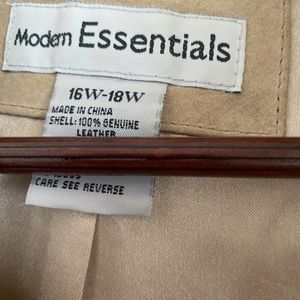 Modern Essentials
16W-18W
MADE IN CHINA
SHELL: 100% GENUINE
LEATHER
CARE SEE REVERSE